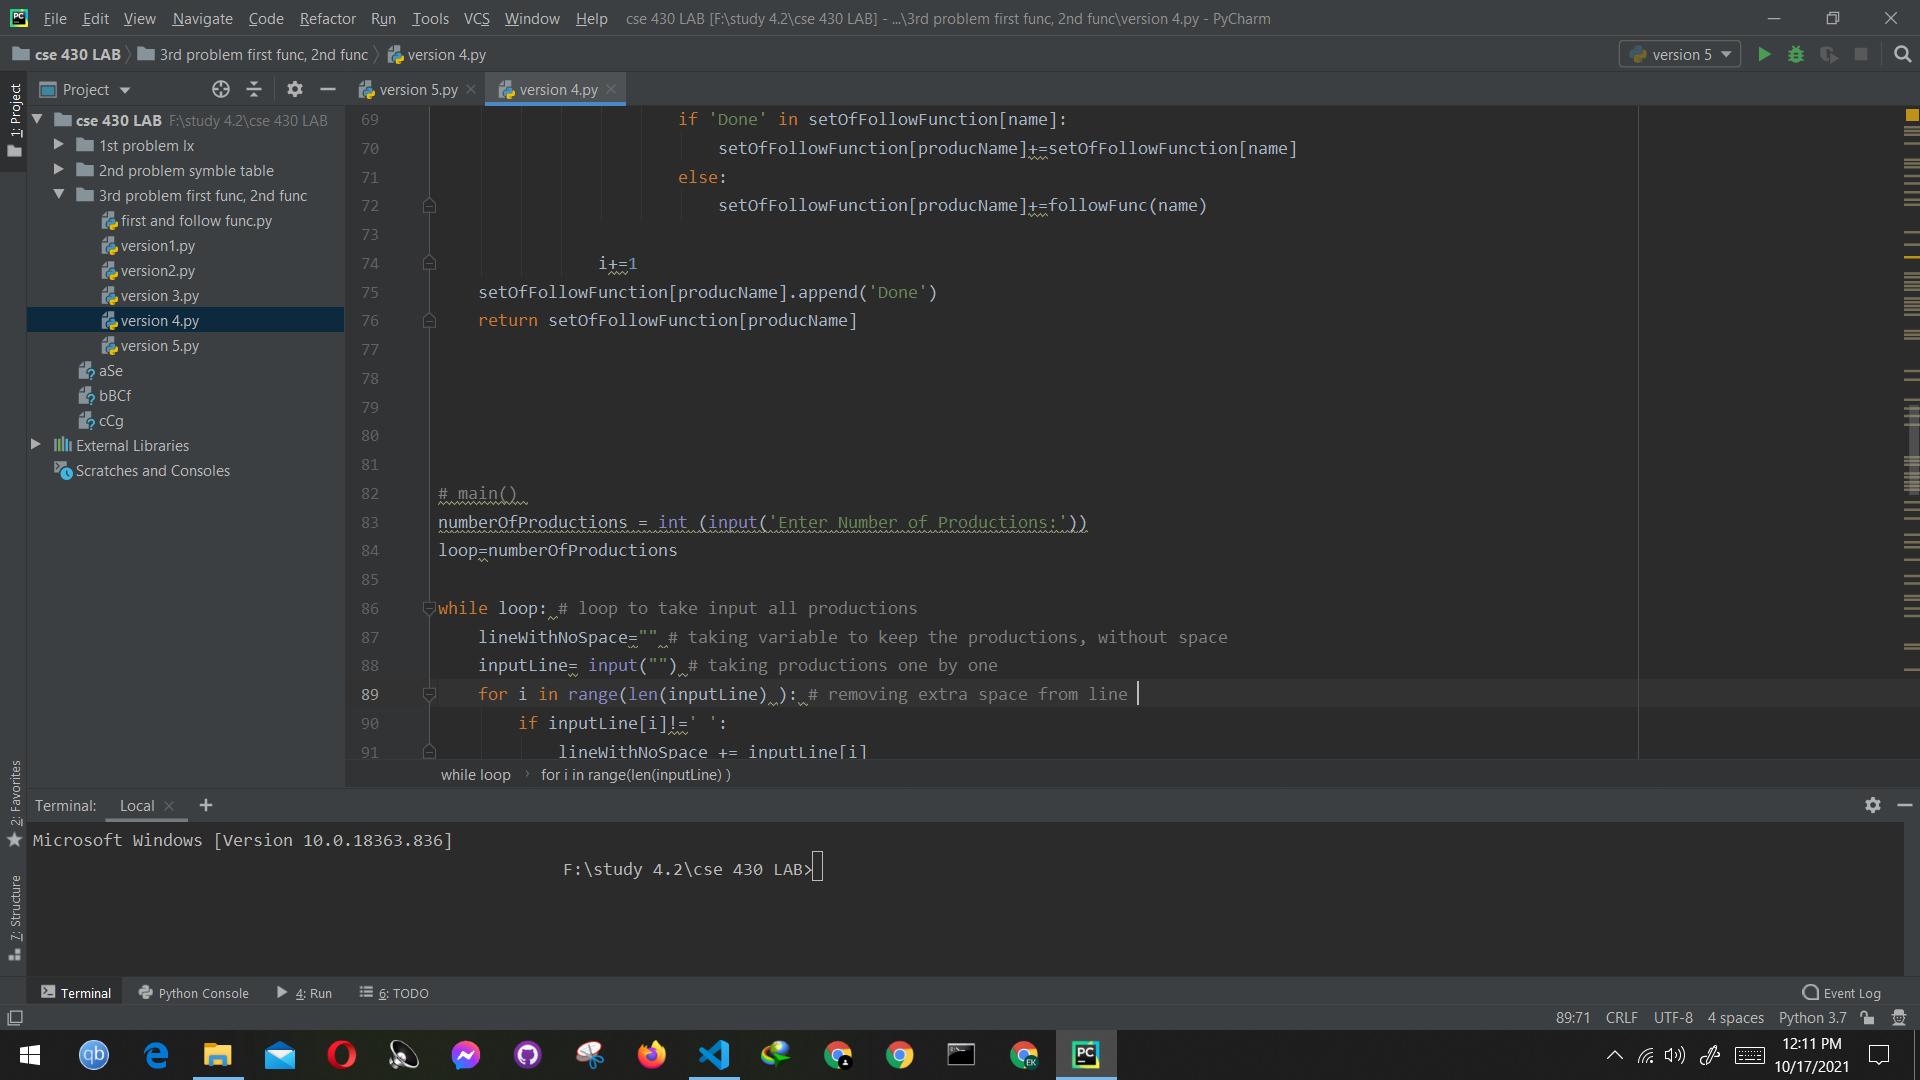 File Edit View Navigate Code Refactor Run Tools VCS Window Help cse 430 LAB [F:\study 4.2\cse 430 LAB] - ...\3rd problem first func, 2nd func\version 4.py - PyCharm
cse 430 LAB 3rd problem first func, 2nd func version 4.py version 5
Project version 5.py version 4.py
1: Project
cse 430 LAB F:\study 4.2\cse 430 LAB
1st problem lx
2nd problem symble table
3rd problem first func, 2nd func
first and follow func.py
version1.py
version2.py
version 3.py
version 4.py
version 5.py
aSe
bBCf
cCg
External Libraries
Scratches and Consoles
69 if 'Done' in setOfFollowFunction[name]:
70 setOfFollowFunction[producName]+=setOfFollowFunction[name]
71 else:
72 setOfFollowFunction[producName]+=followFunc(name)
73
74 i+=1
75 setOfFollowFunction[producName].append('Done')
76 return setOfFollowFunction[producName]
77
78
79
80
81
82 # main()
83 numberOfProductions = int (input('Enter Number of Productions:'))
84 loop=numberOfProductions
85
86 while loop: # loop to take input all productions
87 lineWithNoSpace="" # taking variable to keep the productions, without space
88 inputLine= input("") # taking productions one by one
89 for i in range(len(inputLine) ): # removing extra space from line
90 if inputLine[i]!=' ':
91 lineWithNoSpace += inputLine[i]
while loop › for i in range(len(inputLine) )
2: Favorites
7: Structure
Terminal: Local
Microsoft Windows [Version 10.0.18363.836]
F:\study 4.2\cse 430 LAB>
Terminal Python Console 4: Run 6: TODO Event Log
89:71 CRLF UTF-8 4 spaces Python 3.7
qb
EK
PC
12:11 PM
10/17/2021